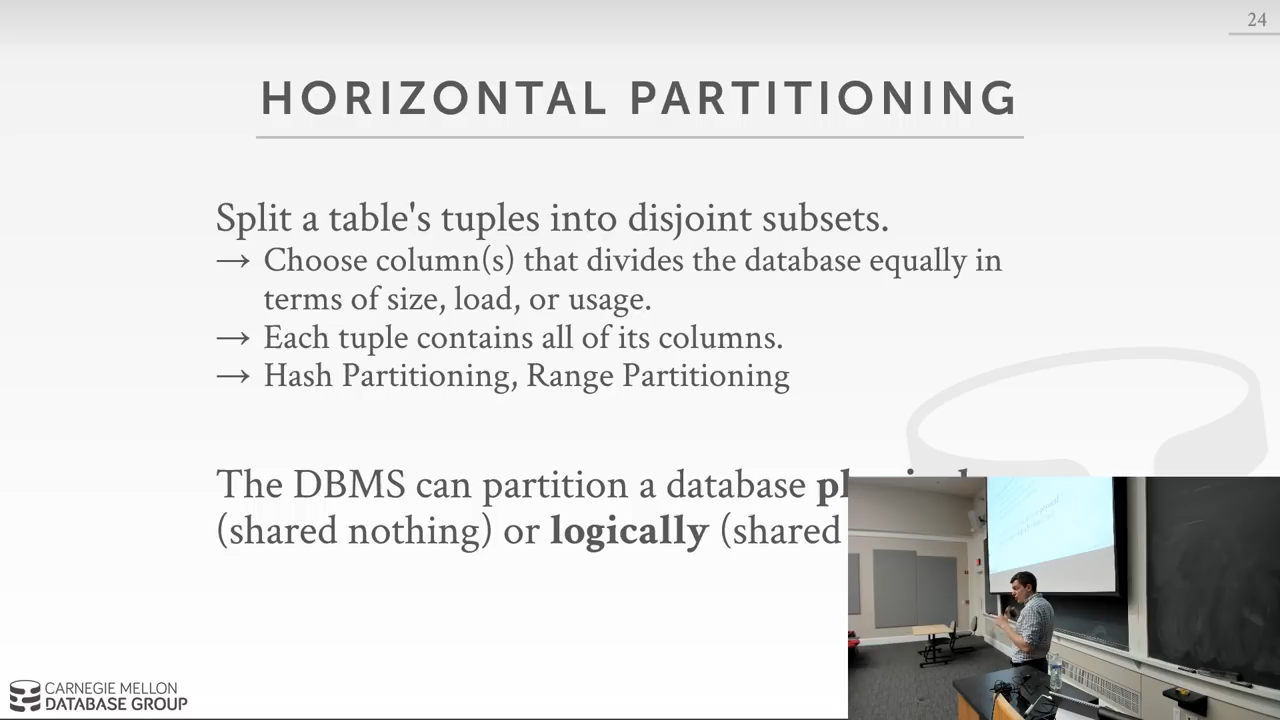 24
HORIZONTAL PARTITIONING
Split a table's tuples into disjoint subsets.
→ Choose column(s) that divides the database equally in
terms of size, load, or usage.
→ Each tuple contains all of its columns.
→ Hash Partitioning, Range Partitioning
The DBMS can partition a database
(shared nothing) or logically (shared
CARNEGIE MELLON
DATABASE GROUP